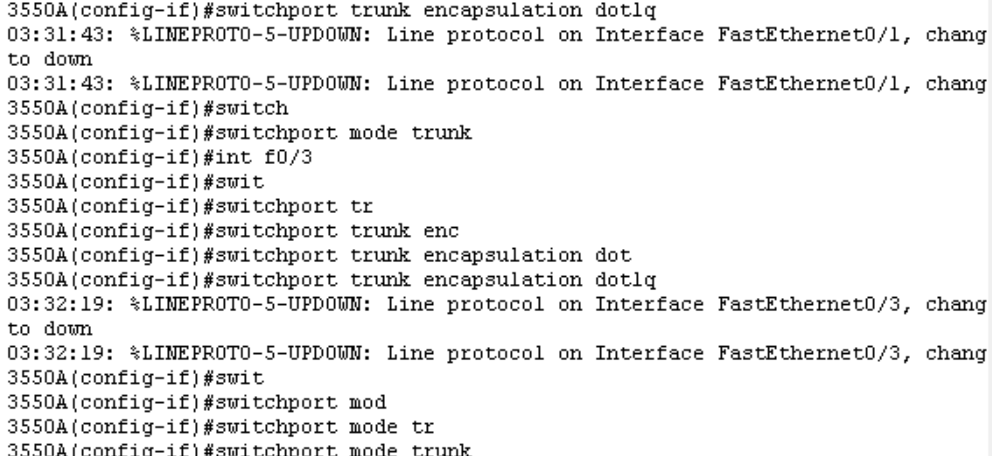 3550A(config-if)#switchport trunk encapsulation dot1q
03:31:43: %LINEPROTO-5-UPDOWN: Line protocol on Interface FastEthernet0/1, chang
to down
03:31:43: %LINEPROTO-5-UPDOWN: Line protocol on Interface FastEthernet0/1, chang
3550A(config-if)#switch
3550A(config-if)#switchport mode trunk
3550A(config-if)#int f0/3
3550A(config-if)#swit
3550A(config-if)#switchport tr
3550A(config-if)#switchport trunk enc
3550A(config-if)#switchport trunk encapsulation dot
3550A(config-if)#switchport trunk encapsulation dot1q
03:32:19: %LINEPROTO-5-UPDOWN: Line protocol on Interface FastEthernet0/3, chang
to down
03:32:19: %LINEPROTO-5-UPDOWN: Line protocol on Interface FastEthernet0/3, chang
3550A(config-if)#swit
3550A(config-if)#switchport mod
3550A(config-if)#switchport mode tr
3550A(config-if)#switchport mode trunk